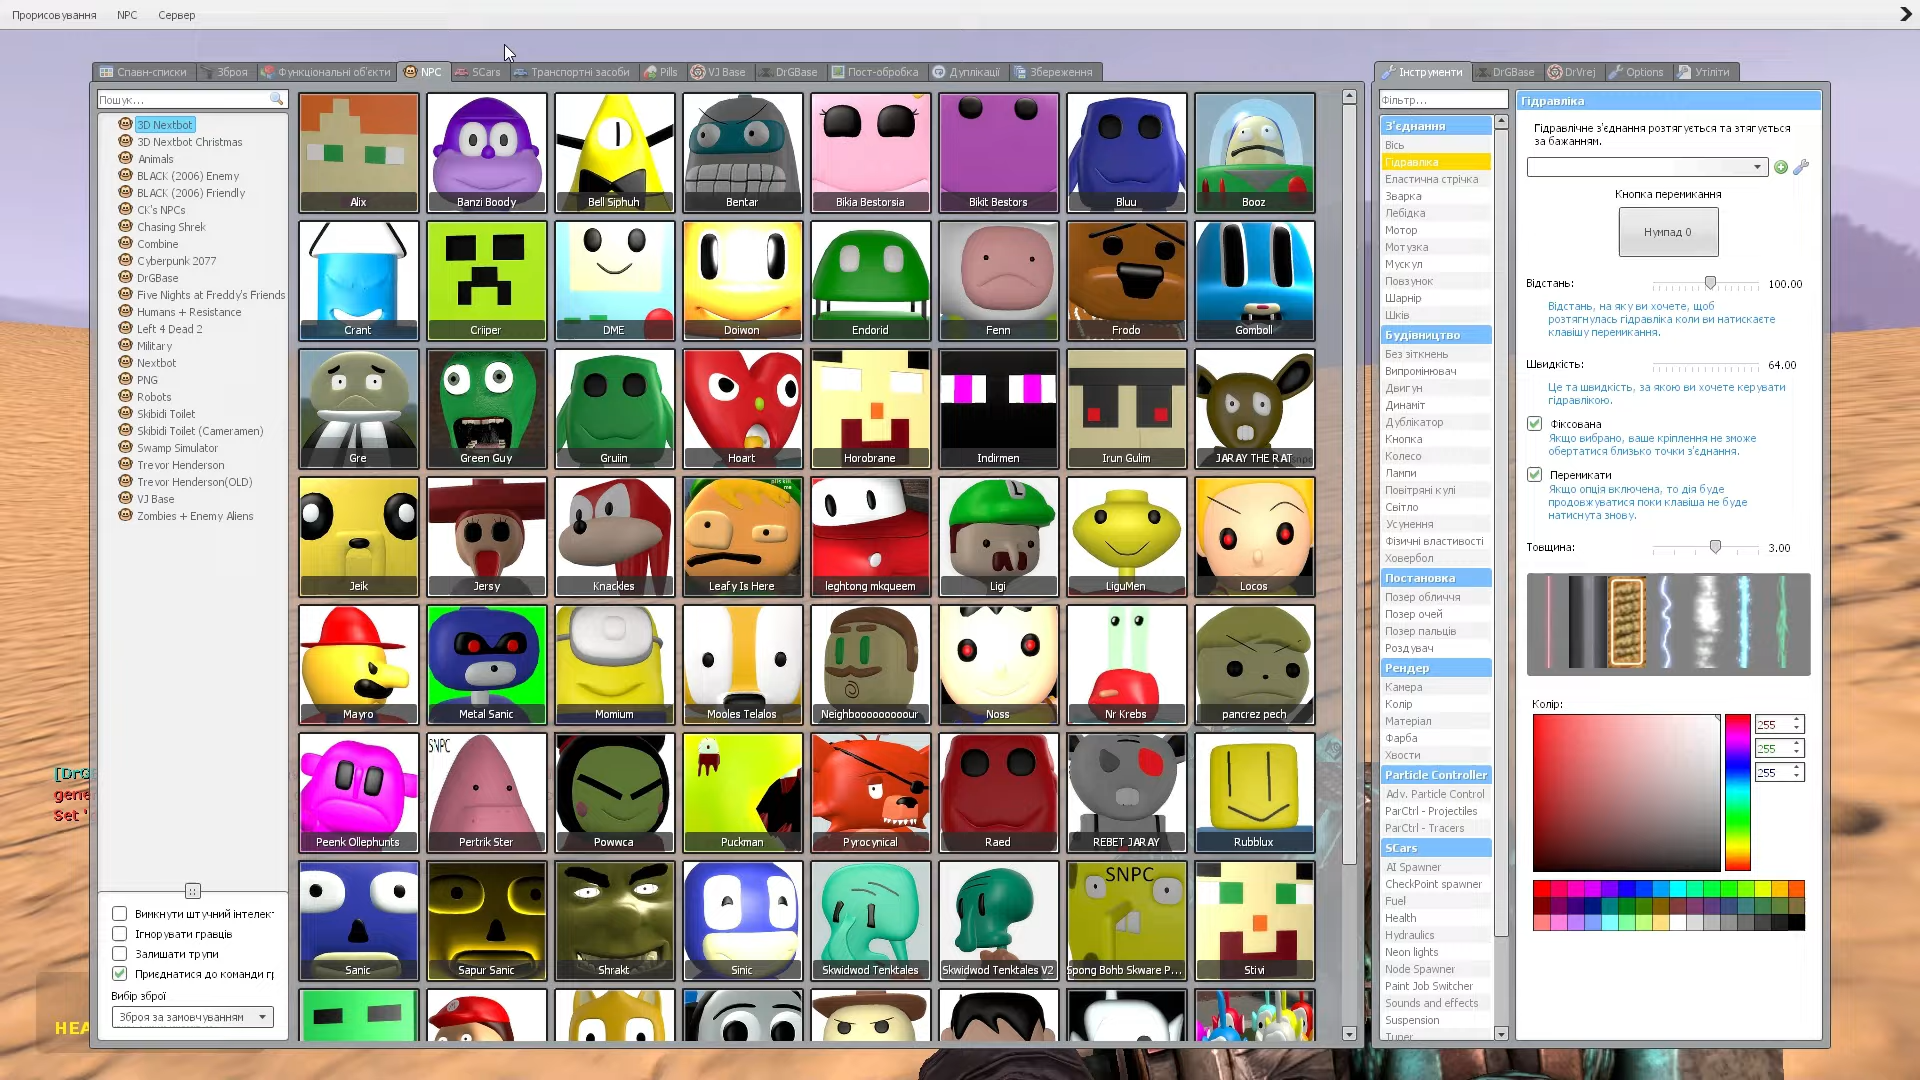 Прорисовування NPC Сервер
Спавн-списки Зброя Функціональні об'єкти NPC SCars Транспортні засоби Pills VJ Base DrGBase Пост-обробка Дуплікації Збереження
Пошук...
3D Nextbot
3D Nextbot Christmas
Animals
BLACK (2006) Enemy
BLACK (2006) Friendly
CK's NPCs
Chasing Shrek
Combine
Cyberpunk 2077
DrGBase
Five Nights at Freddy's Friends
Humans + Resistance
Left 4 Dead 2
Military
Nextbot
PNG
Robots
Skibidi Toilet
Skibidi Toilet (Cameramen)
Swamp Simulator
Trevor Henderson
Trevor Henderson(OLD)
VJ Base
Zombies + Enemy Aliens
Вимкнути штучний інтелект
Ігнорувати гравців
Залишати трупи
Приєднатися до команди гр
Вибір зброї
Зброя за замовчуванням
Alix Banzi Boody Bell Siphuh Bentar Bikia Bestorsia Bikit Bestors Bluu Booz
Crant Criiper DME Doiwon Endorid Fenn Frodo Gomboll
Gre Green Guy Gruiin Hoart Horobrane Indirmen Irun Gulim JARAY THE RAT
Jeik Jersy Knackles Leafy Is Here leghtong mkqueem Ligi LiguMen Locos
Mayro Metal Sanic Momium Mooles Telalos Neighboooooooooour Noss Nr Krebs pancrez pech
SNPC
Peenk Ollephunts Pertrik Ster Powwca Puckman Pyrocynical Raed REBET JARAY Rubblux
SNPC
Sanic Sapur Sanic Shrakt Sinic Skwidwod Tenktales Skwidwod Tenktales V2 Spong Bohb Skware P... Stivi
[DrG
gene
Set '
HEA
Інструменти DrGBase DrVrej Options Утіліти
Фільтр...
З'єднання
Вісь
Гідравліка
Еластична стрічка
Зварка
Лебідка
Мотор
Мотузка
Мускул
Повзунок
Шарнір
Шків
Будівництво
Без зіткнень
Випромінювач
Двигун
Динаміт
Дублікатор
Кнопка
Колесо
Лампи
Повітряні кулі
Світло
Усунення
Фізичні властивості
Ховербол
Постановка
Позер обличчя
Позер очей
Позер пальців
Роздувач
Рендер
Камера
Колір
Матеріал
Фарба
Хвости
Particle Controller
Adv. Particle Control
ParCtrl - Projectiles
ParCtrl - Tracers
SCars
AI Spawner
CheckPoint spawner
Fuel
Health
Hydraulics
Neon lights
Node Spawner
Paint Job Switcher
Sounds and effects
Suspension
Tuner
Гідравліка
Гідравлічне з'єднання розтягується та зтягується
за бажанням.
Кнопка перемикання
Нумпад 0
Відстань: 100.00
Відстань, на яку ви хочете, щоб
розтягнулась гідравліка коли ви натискаєте
клавішу перемикання.
Швидкість: 64.00
Це та швидкість, за якою ви хочете керувати
гідравлікою.
Фіксована
Якщо вибрано, ваше кріплення не зможе
обертатися близько точки з'єднання.
Перемикати
Якщо опція включена, то дія буде
продовжуватися поки клавіша не буде
натиснута знову.
Товщина: 3.00
Колір:
255
255
255